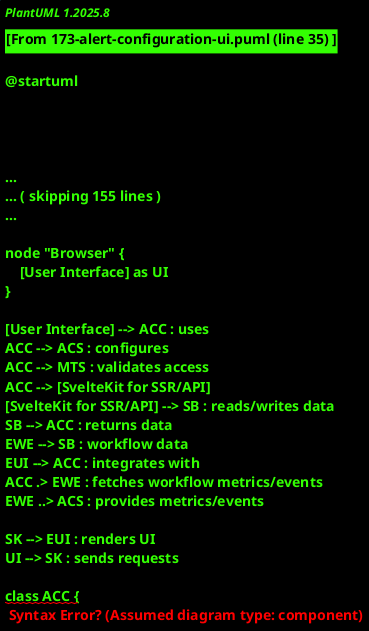 PlantUML 1.2025.8
[From 173-alert-configuration-ui.puml (line 35) ]
@startuml
...
... ( skipping 155 lines )
...
node "Browser" {
[User Interface] as UI
}
[User Interface] --> ACC : uses
ACC --> ACS : configures
ACC --> MTS : validates access
ACC --> [SvelteKit for SSR/API]
[SvelteKit for SSR/API] --> SB : reads/writes data
SB --> ACC : returns data
EWE --> SB : workflow data
EUI --> ACC : integrates with
ACC .> EWE : fetches workflow metrics/events
EWE ..> ACS : provides metrics/events
SK --> EUI : renders UI
UI --> SK : sends requests
class ACC {
Syntax Error? (Assumed diagram type: component)